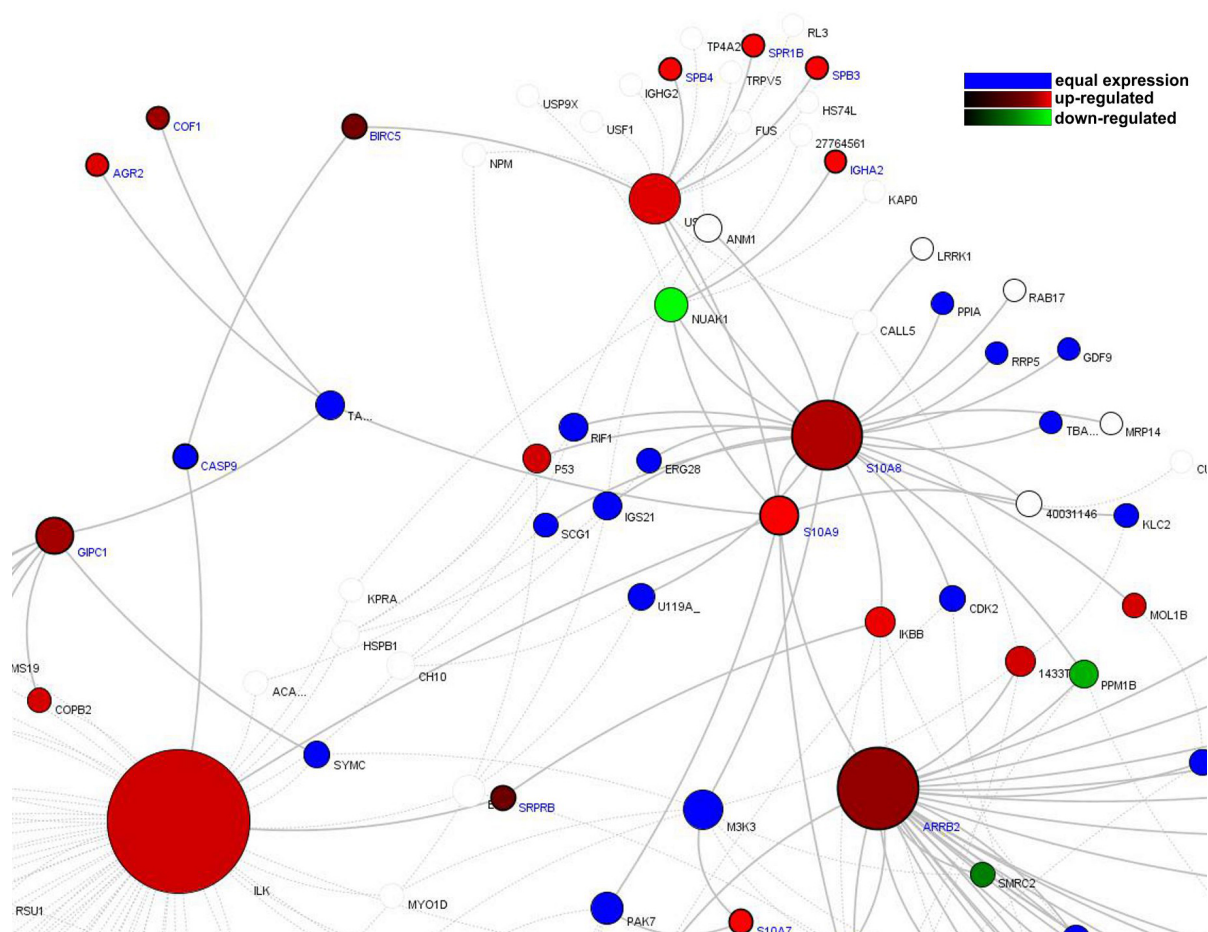 RL3
TP4A2
SPR1B
SPB4
TRPV5
SPB3
equal expression
IGHG2
up-regulated
USP9X
HS74L
down-regulated
COF1
USF1
FUS
BIRC5
27764561
NPM
AGR2
IGHA2
KAP0
ANM1
LRRK1
RAB17
PPIA
NUAK1
CALL5
RRP5
GDF9
TA...
RIF1
TBA...
MRP14
P53
ERG28
S10A8
CASP9
40031146
IGS21
KLC2
SCG1
S10A9
GIPC1
KPRA
U119A_
CDK2
MOL1B
IKBB
HSPB1
MS19
CH10
1433T
PPM1B
ACA...
COPB2
SYMC
SRPRB
M3K3
ARRB2
SMRC2
ILK
MYO1D
RSU1
PAK7
S10A7